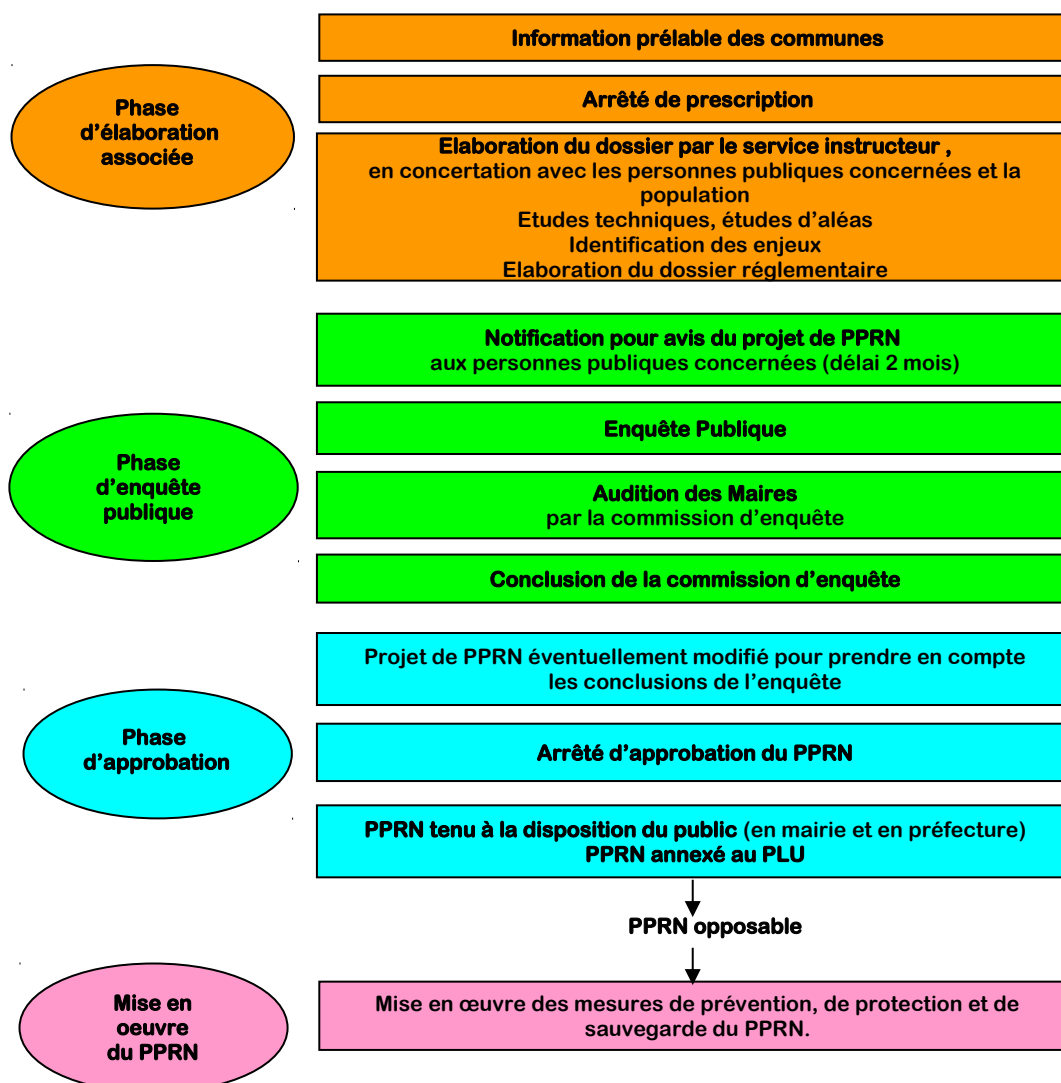 Information prélable des communes
Phase
d'élaboration
associée
Arrêté de prescription
Elaboration du dossier par le service instructeur ,
en concertation avec les personnes publiques concernées et la
population
Etudes techniques, études d'aléas
Identification des enjeux
Elaboration du dossier réglementaire
Notification pour avis du projet de PPRN
aux personnes publiques concernées (délai 2 mois)
Phase
d'enquête
publique
Enquête Publique
Audition des Maires
par la commission d'enquête
Conclusion de la commission d'enquête
Projet de PPRN éventuellement modifié pour prendre en compte
les conclusions de l'enquête
Phase
d'approbation
Arrêté d'approbation du PPRN
PPRN tenu à la disposition du public (en mairie et en préfecture)
PPRN annexé au PLU
PPRN opposable
Mise en
oeuvre
du PPRN
Mise en œuvre des mesures de prévention, de protection et de
sauvegarde du PPRN.